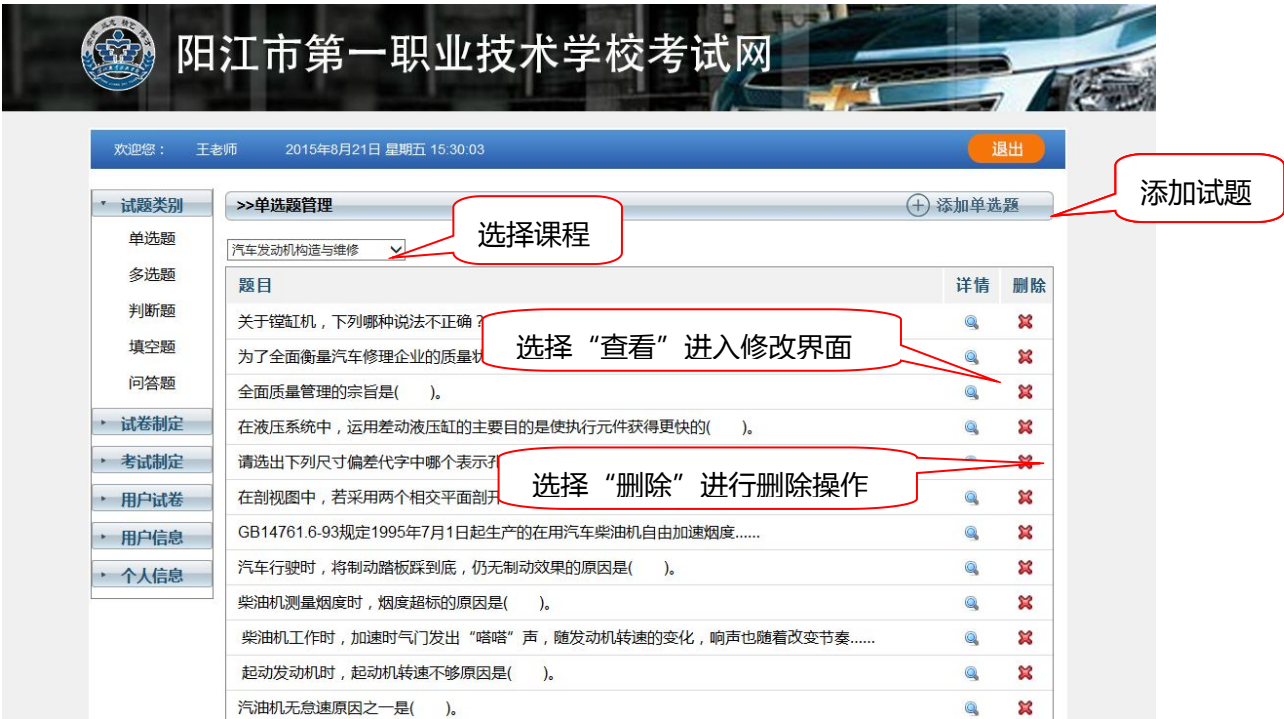 阳江市第一职业技术学校考试网
欢迎您： 王老师 2015年8月21日 星期五 15:30:03 退出
添加试题
试题类别
单选题
多选题
判断题
填空题
问答题
试卷制定
考试制定
用户试卷
用户信息
个人信息
>>单选题管理 添加单选题
选择课程
汽车发动机构造与维修
题目 详情 删除
关于镗缸机，下列哪种说法不正确？
选择“查看”进入修改界面
为了全面衡量汽车修理企业的质量状
全面质量管理的宗旨是( )。
在液压系统中，运用差动液压缸的主要目的是使执行元件获得更快的( )。
请选出下列尺寸偏差代字中哪个表示孔
选择“删除”进行删除操作
在剖视图中，若采用两个相交平面剖开
GB14761.6-93规定1995年7月1日起生产的在用汽车柴油机自由加速烟度......
汽车行驶时，将制动踏板踩到底，仍无制动效果的原因是( )。
柴油机测量烟度时，烟度超标的原因是( )。
柴油机工作时，加速时气门发出“嗒嗒”声，随发动机转速的变化，响声也随着改变节奏......
起动发动机时，起动机转速不够原因是( )。
汽油机无怠速原因之一是( )。